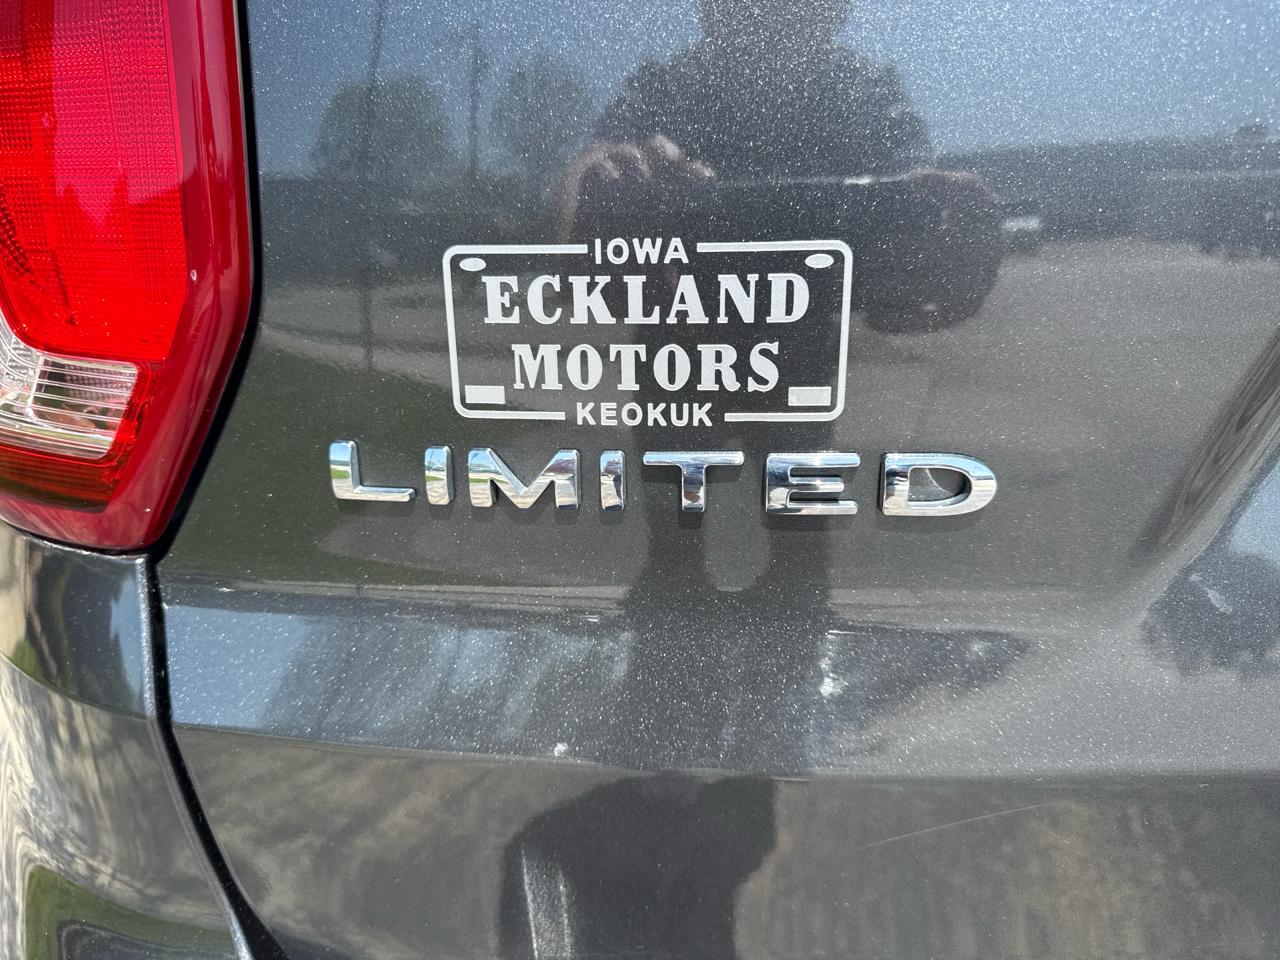 IOWA
ECKLAND
MOTORS
KEOKUK
LIMITED